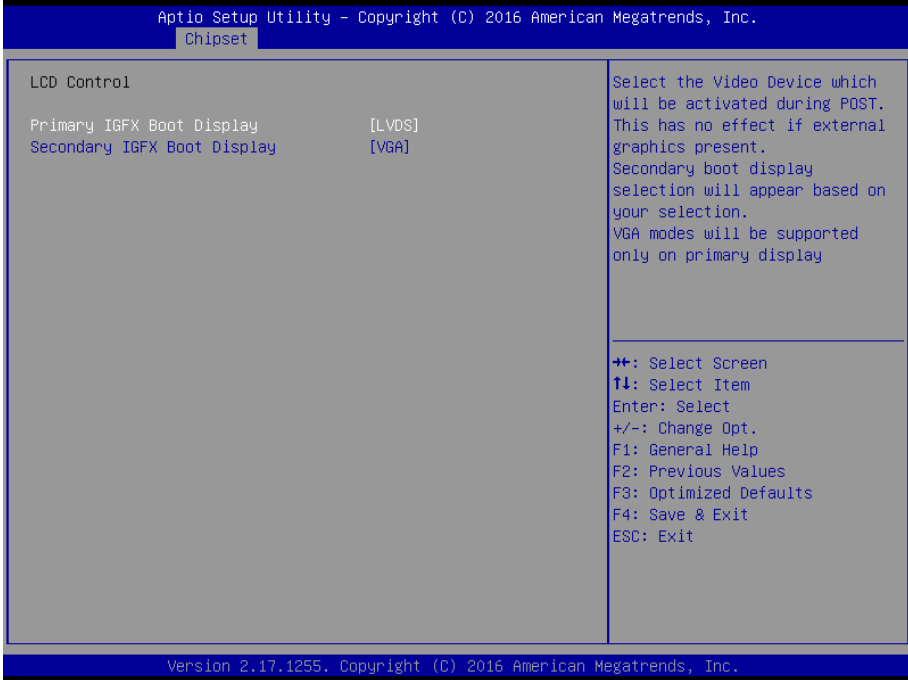 Aptio Setup Utility – Copyright (C) 2016 American Megatrends, Inc.
Chipset
LCD Control
Primary IGFX Boot Display [LVDS]
Secondary IGFX Boot Display [VGA]
Select the Video Device which
will be activated during POST.
This has no effect if external
graphics present.
Secondary boot display
selection will appear based on
your selection.
VGA modes will be supported
only on primary display
→←: Select Screen
↑↓: Select Item
Enter: Select
+/-: Change Opt.
F1: General Help
F2: Previous Values
F3: Optimized Defaults
F4: Save & Exit
ESC: Exit
Version 2.17.1255. Copyright (C) 2016 American Megatrends, Inc.